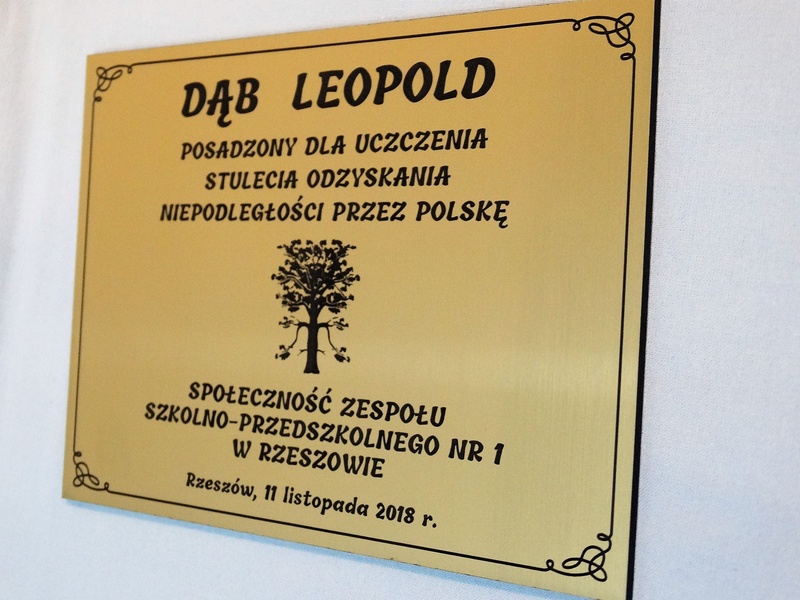 DĄB LEOPOLD
POSADZONY DLA UCZCZENIA
STULECIA ODZYSKANIA
NIEPODLEGŁOŚCI PRZEZ POLSKĘ
SPOŁECZNOŚĆ ZESPOŁU
SZKOLNO-PRZEDSZKOLNEGO NR 1
W RZESZOWIE
Rzeszów, 11 listopada 2018 r.